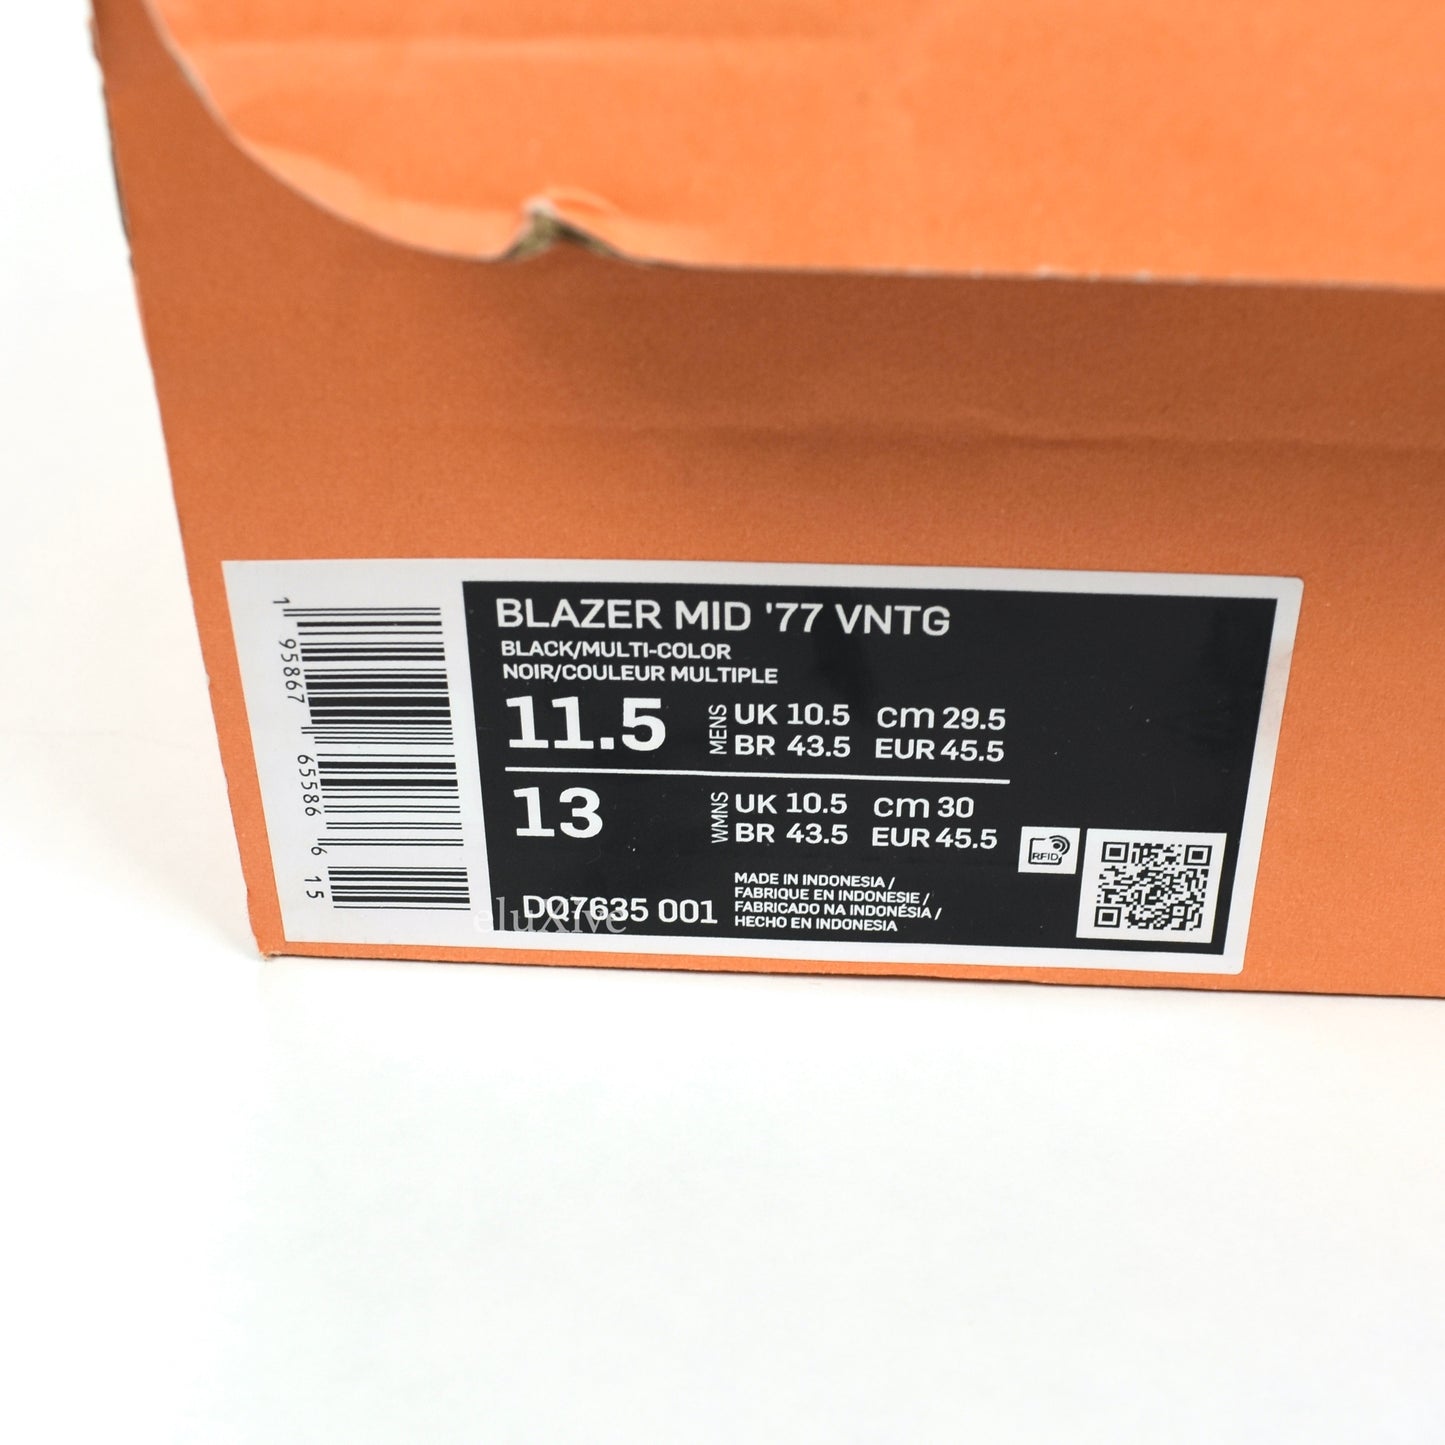 BLAZER MID '77 VNTG
BLACK/MULTI-COLOR
NOIR/COULEUR MULTIPLE
11.5 MENS UK 10.5 cm 29.5
BR 43.5 EUR 45.5
13 WMNS UK 10.5 cm 30
BR 43.5 EUR 45.5
RFID
DQ7635 001
MADE IN INDONESIA /
FABRIQUE EN INDONESIE /
FABRICADO NA INDONÉSIA /
HECHO EN INDONESIA
1 95867 65586 6 15
eluXive